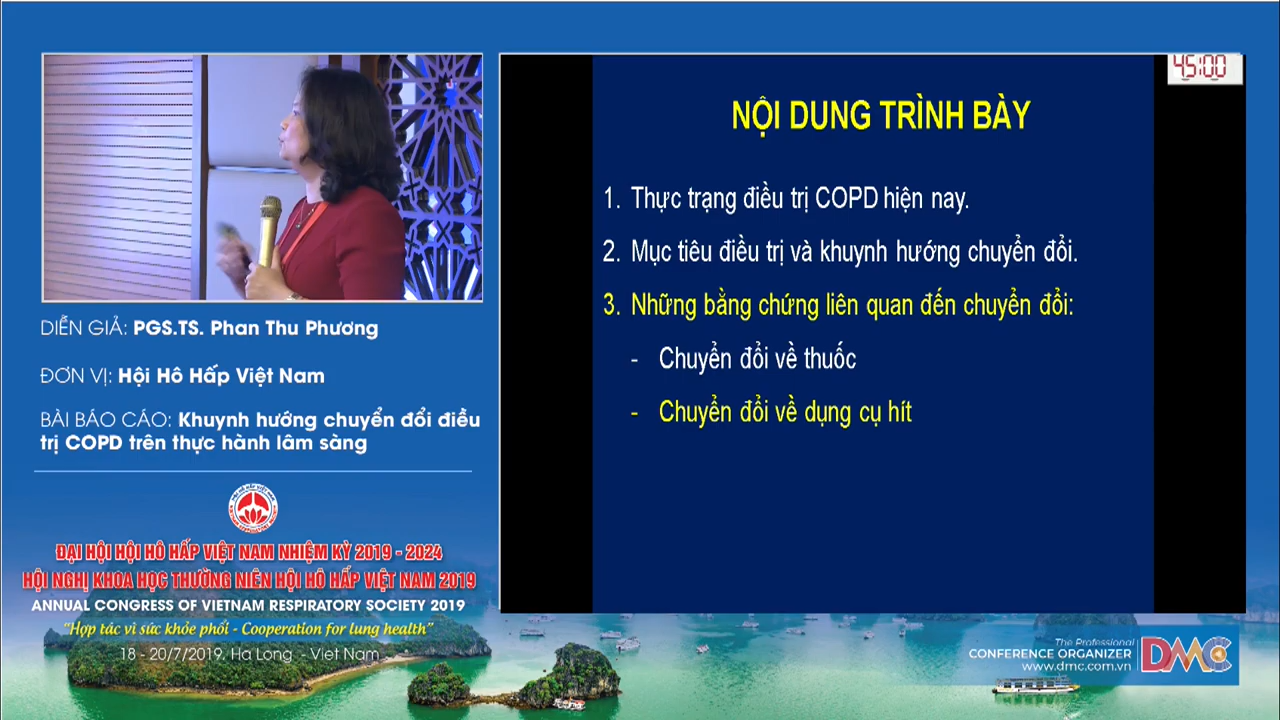 45:00
NỘI DUNG TRÌNH BÀY
1. Thực trạng điều trị COPD hiện nay.
2. Mục tiêu điều trị và khuynh hướng chuyển đổi.
3. Những bằng chứng liên quan đến chuyển đổi:
- Chuyển đổi về thuốc
- Chuyển đổi về dụng cụ hít
DIỄN GIẢ: PGS.TS. Phan Thu Phương
ĐƠN VỊ: Hội Hô Hấp Việt Nam
BÀI BÁO CÁO: Khuynh hướng chuyển đổi điều
trị COPD trên thực hành lâm sàng
ĐẠI HỘI HỘI HÔ HẤP VIỆT NAM NHIỆM KỲ 2019 - 2024
HỘI NGHỊ KHOA HỌC THƯỜNG NIÊN HỘI HÔ HẤP VIỆT NAM 2019
ANNUAL CONGRESS OF VIETNAM RESPIRATORY SOCIETY 2019
"Hợp tác vì sức khỏe phổi - Cooperation for lung health"
18 - 20/7/2019. Ha Long - Viet Nam
The Professional
CONFERENCE ORGANIZER
www.dmc.com.vn
DMC